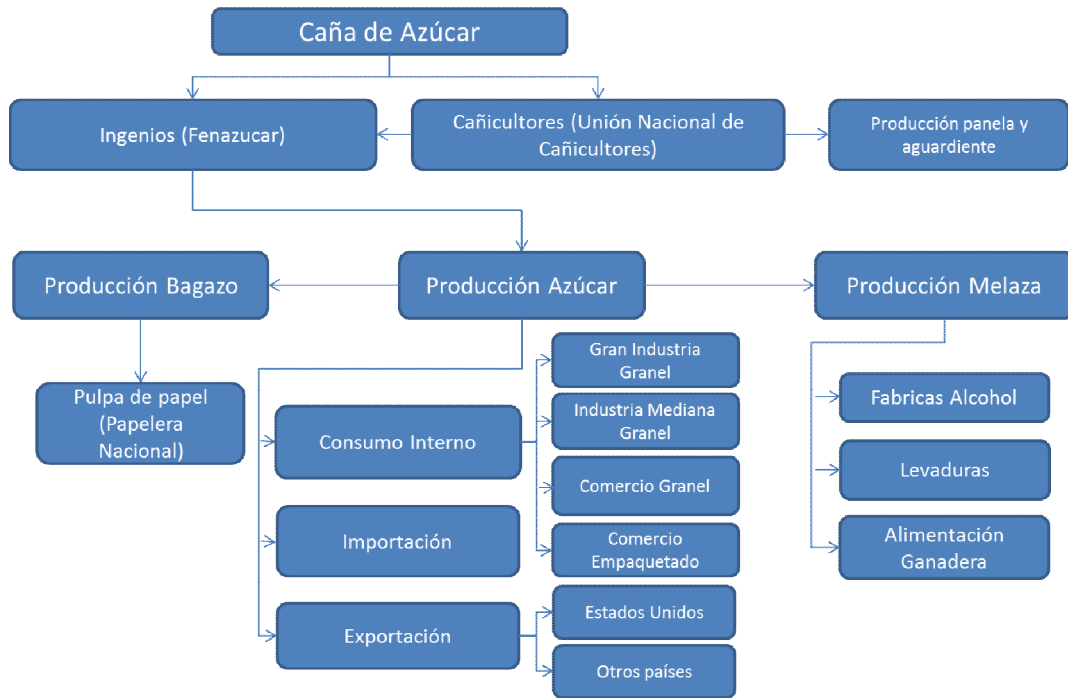 Caña de Azúcar
Ingenios (Fenazucar)
Cañicultores (Unión Nacional de
Cañicultores)
Producción panela y
aguardiente
Producción Bagazo
Producción Azúcar
Producción Melaza
Pulpa de papel
(Papelera
Nacional)
Consumo Interno
Importación
Exportación
Gran Industria
Granel
Industria Mediana
Granel
Comercio Granel
Comercio
Empaquetado
Estados Unidos
Otros países
Fabricas Alcohol
Levaduras
Alimentación
Ganadera